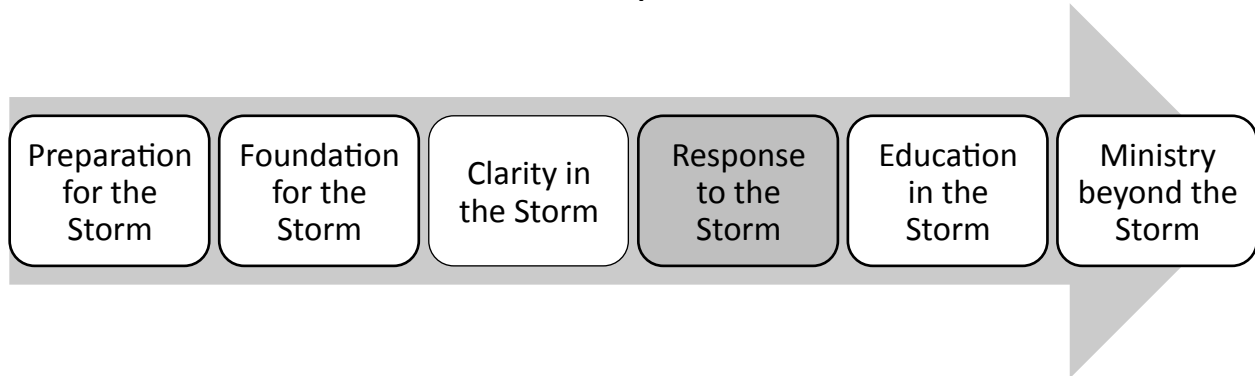 Preparation
for the
Storm
Foundation
for the
Storm
Clarity in
the Storm
Response
to the
Storm
Education
in the
Storm
Ministry
beyond the
Storm